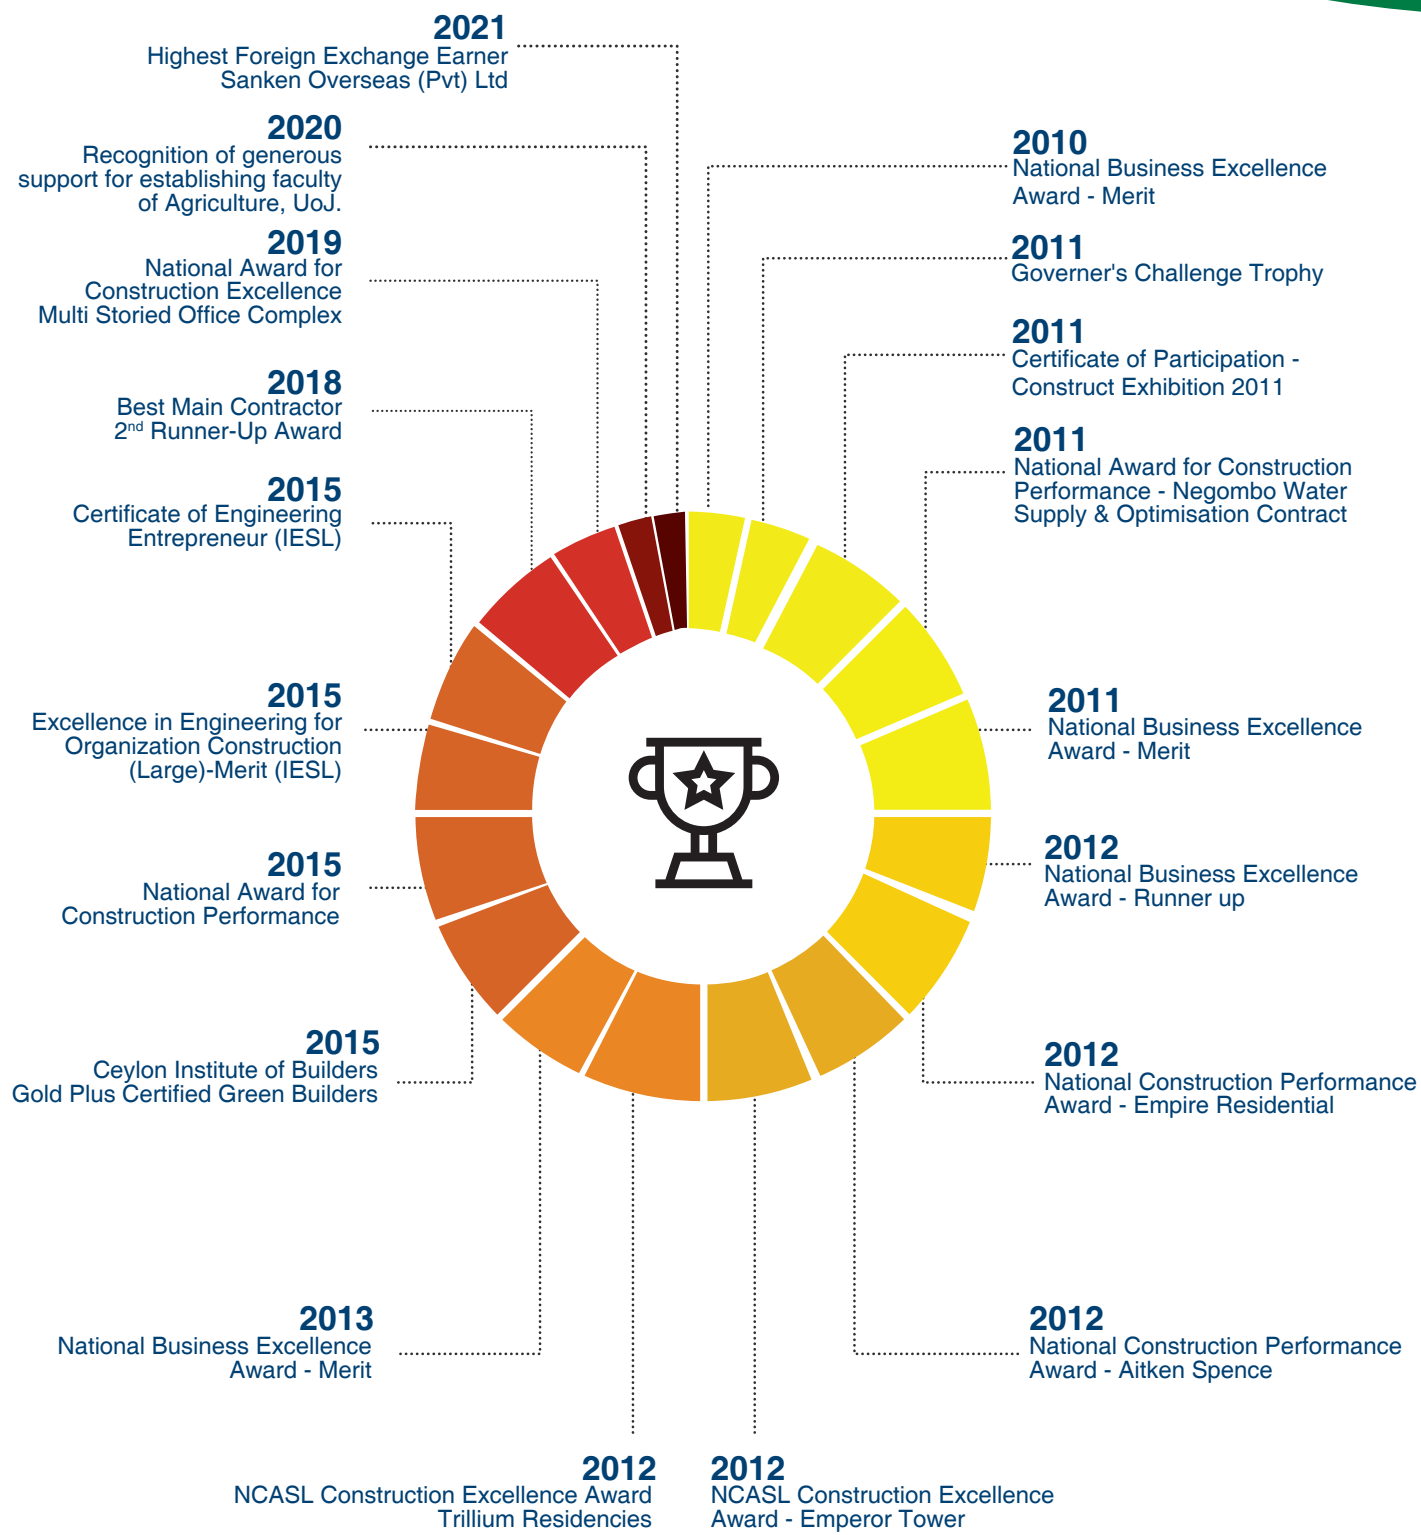 2021
Highest Foreign Exchange Earner
Sanken Overseas (Pvt) Ltd
2020
Recognition of generous
support for establishing faculty
of Agriculture, UoJ.
2019
National Award for
Construction Excellence
Multi Storied Office Complex
2018
Best Main Contractor
2nd Runner-Up Award
2015
Certificate of Engineering
Entrepreneur (IESL)
2015
Excellence in Engineering for
Organization Construction
(Large)-Merit (IESL)
2015
National Award for
Construction Performance
2015
Ceylon Institute of Builders
Gold Plus Certified Green Builders
2013
National Business Excellence
Award - Merit
2012
NCASL Construction Excellence Award
Trillium Residencies
2010
National Business Excellence
Award - Merit
2011
Governer's Challenge Trophy
2011
Certificate of Participation -
Construct Exhibition 2011
2011
National Award for Construction
Performance - Negombo Water
Supply & Optimisation Contract
2011
National Business Excellence
Award - Merit
2012
National Business Excellence
Award - Runner up
2012
National Construction Performance
Award - Empire Residential
2012
National Construction Performance
Award - Aitken Spence
2012
NCASL Construction Excellence
Award - Emperor Tower